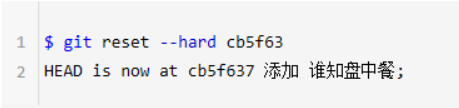 1 $ git reset --hard cb5f63
2 HEAD is now at cb5f637 添加 谁知盘中餐;